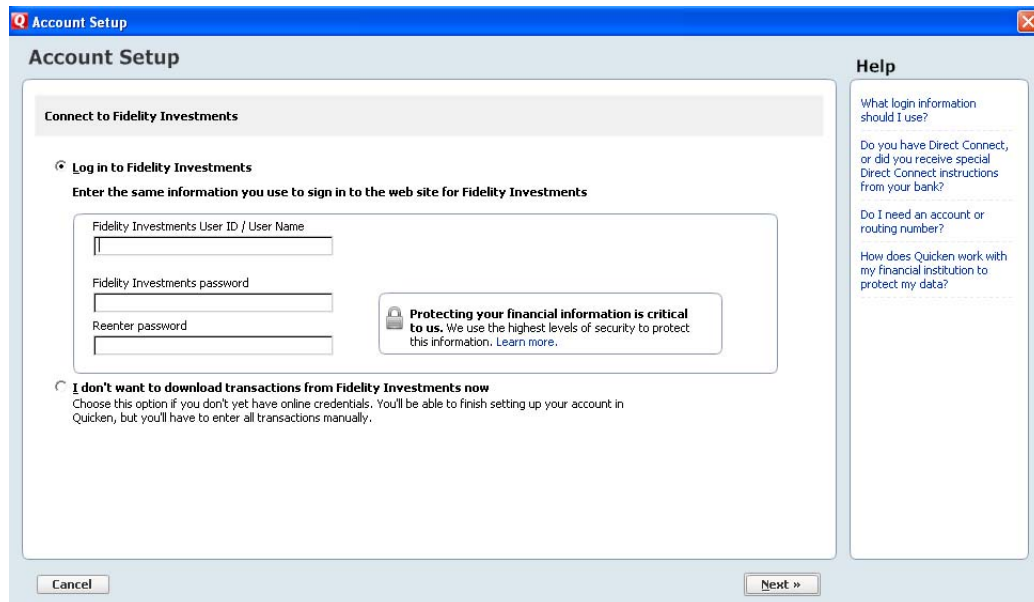 Account Setup
Account Setup
Connect to Fidelity Investments
Log in to Fidelity Investments
Enter the same information you use to sign in to the web site for Fidelity Investments
Fidelity Investments User ID / User Name
Fidelity Investments password
Reenter password
Protecting your financial information is critical
to us. We use the highest levels of security to protect
this information. Learn more.
I don't want to download transactions from Fidelity Investments now
Choose this option if you don't yet have online credentials. You'll be able to finish setting up your account in
Quicken, but you'll have to enter all transactions manually.
Help
What login information
should I use?
Do you have Direct Connect,
or did you receive special
Direct Connect instructions
from your bank?
Do I need an account or
routing number?
How does Quicken work with
my financial institution to
protect my data?
Cancel
Next »